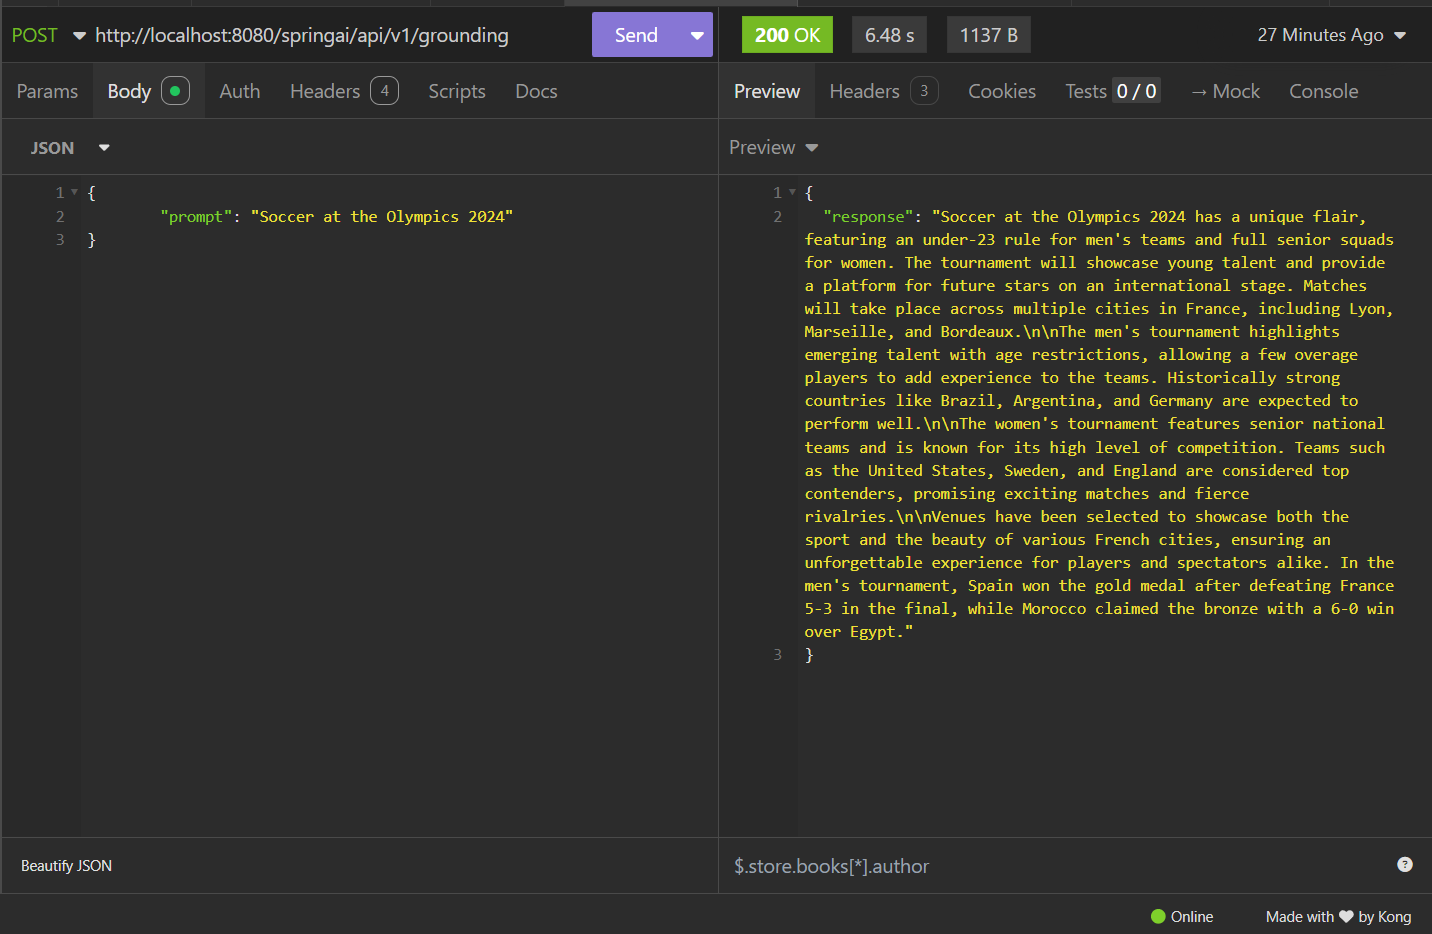 POST http://localhost:8080/springai/api/v1/grounding Send 200 OK 6.48 s 1137 B 27 Minutes Ago
Params Body Auth Headers 4 Scripts Docs Preview Headers 3 Cookies Tests 0 / 0 → Mock Console
JSON Preview
1 {
2 "prompt": "Soccer at the Olympics 2024"
3 }
1 {
2 "response": "Soccer at the Olympics 2024 has a unique flair,
featuring an under-23 rule for men's teams and full senior squads
for women. The tournament will showcase young talent and provide
a platform for future stars on an international stage. Matches
will take place across multiple cities in France, including Lyon,
Marseille, and Bordeaux.\n\nThe men's tournament highlights
emerging talent with age restrictions, allowing a few overage
players to add experience to the teams. Historically strong
countries like Brazil, Argentina, and Germany are expected to
perform well.\n\nThe women's tournament features senior national
teams and is known for its high level of competition. Teams such
as the United States, Sweden, and England are considered top
contenders, promising exciting matches and fierce
rivalries.\n\nVenues have been selected to showcase both the
sport and the beauty of various French cities, ensuring an
unforgettable experience for players and spectators alike. In the
men's tournament, Spain won the gold medal after defeating France
5-3 in the final, while Morocco claimed the bronze with a 6-0 win
over Egypt."
3 }
Beautify JSON $.store.books[*].author ?
Online Made with ♥ by Kong